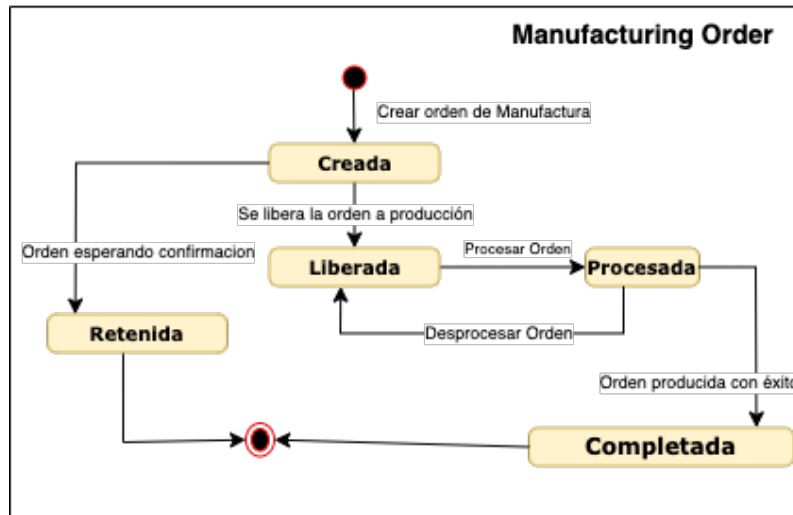 Manufacturing Order
Crear orden de Manufactura
Creada
Se libera la orden a producción
Orden esperando confirmacion
Procesar Orden
Liberada
Procesada
Retenida
Desprocesar Orden
Orden producida con éxito
Completada